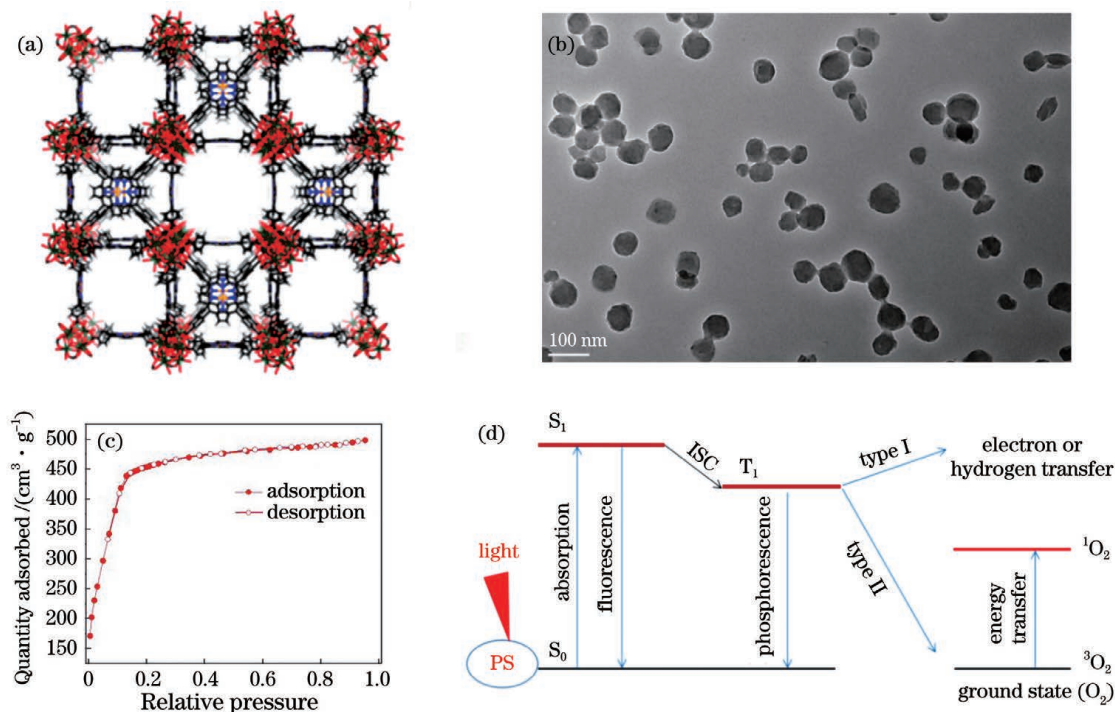 (a)
(b)
100 nm
(c)
Quantity adsorbed /(cm³ · g⁻¹)
500
450
400
350
300
250
200
150
adsorption
desorption
0
0.2
0.4
0.6
0.8
1.0
Relative pressure
(d)
S₁
ISC
T₁
type I
electron or
hydrogen transfer
light
absorption
fluorescence
phosphorescence
type II
¹O₂
energy
transfer
PS
S₀
³O₂
ground state (O₂)